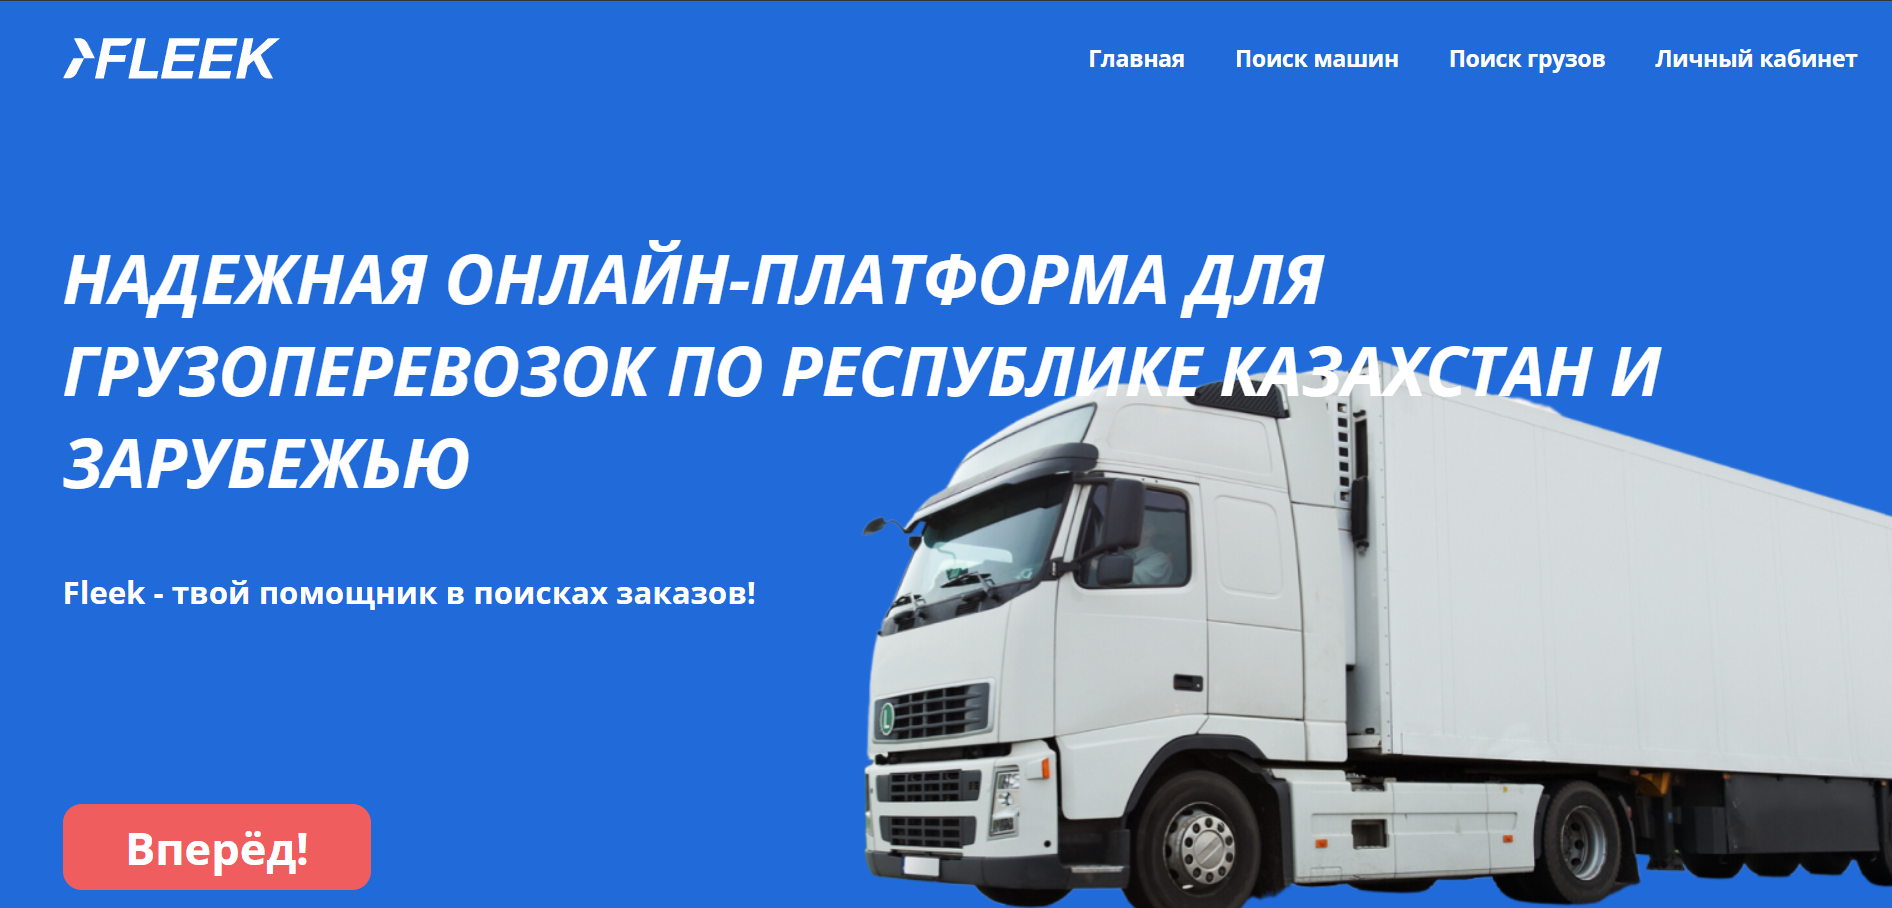 FLEEK
Главная
Поиск машин
Поиск грузов
Личный кабинет
НАДЕЖНАЯ ОНЛАЙН-ПЛАТФОРМА ДЛЯ
ГРУЗОПЕРЕВОЗОК ПО РЕСПУБЛИКЕ КАЗАХСТАН И
ЗАРУБЕЖЬЮ
Fleek - твой помощник в поисках заказов!
L
Вперёд!